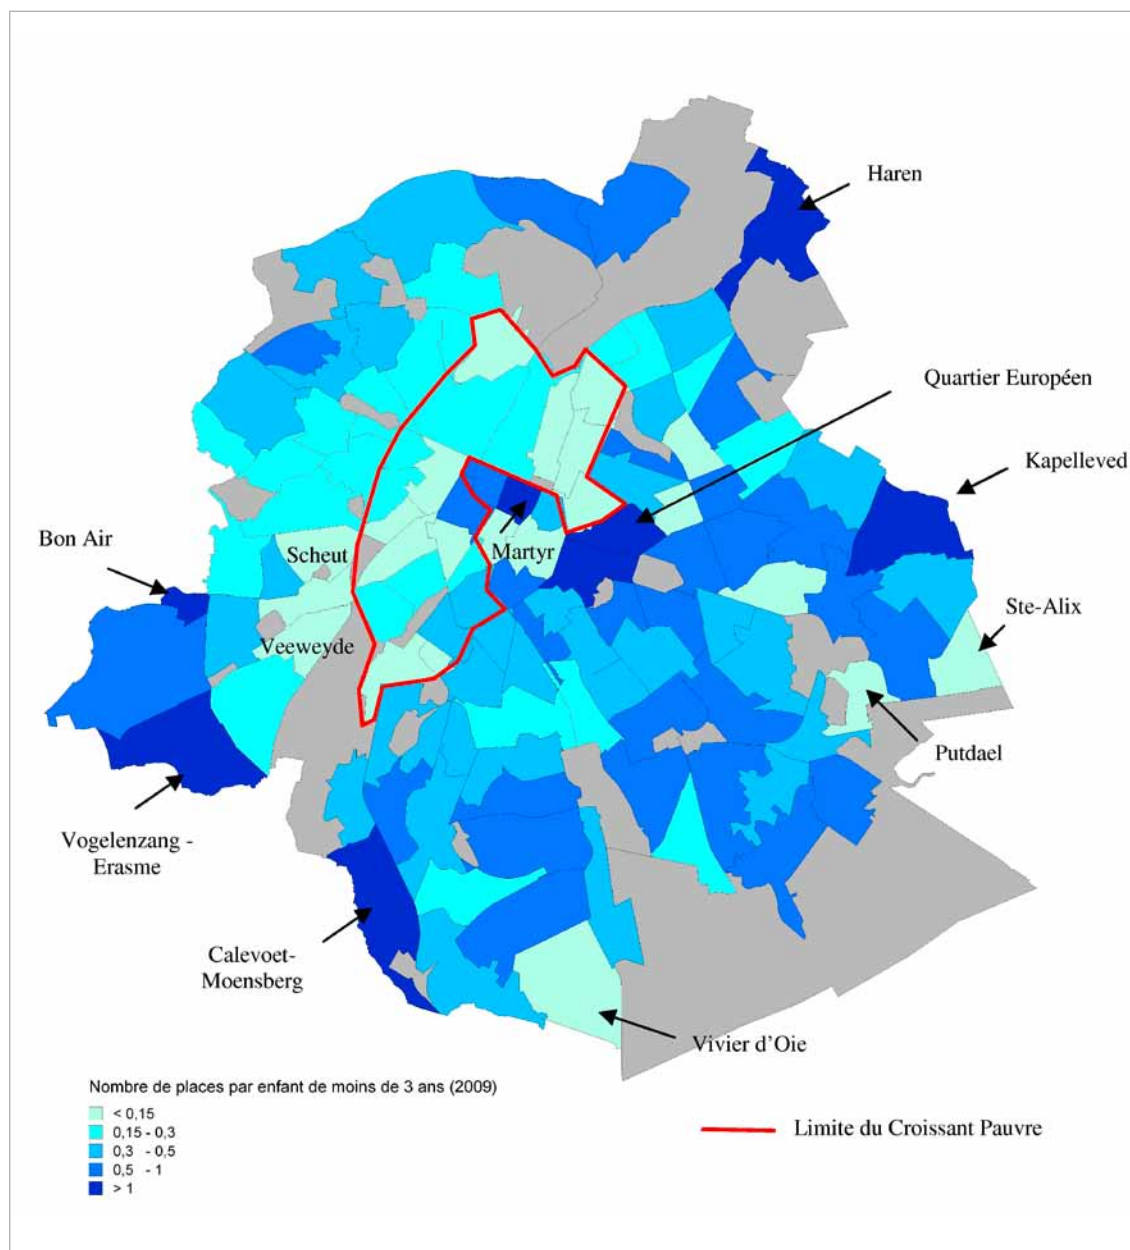 Haren
Quartier Européen
Kapelleved
Bon Air
Scheut
Martyr
Ste-Alix
Veeweyde
Putdael
Vogelenzang -
Erasme
Calevoet-
Moensberg
Vivier d'Oie
Nombre de places par enfant de moins de 3 ans (2009)
< 0,15
0,15 - 0,3
0,3 - 0,5
0,5 - 1
> 1
Limite du Croissant Pauvre